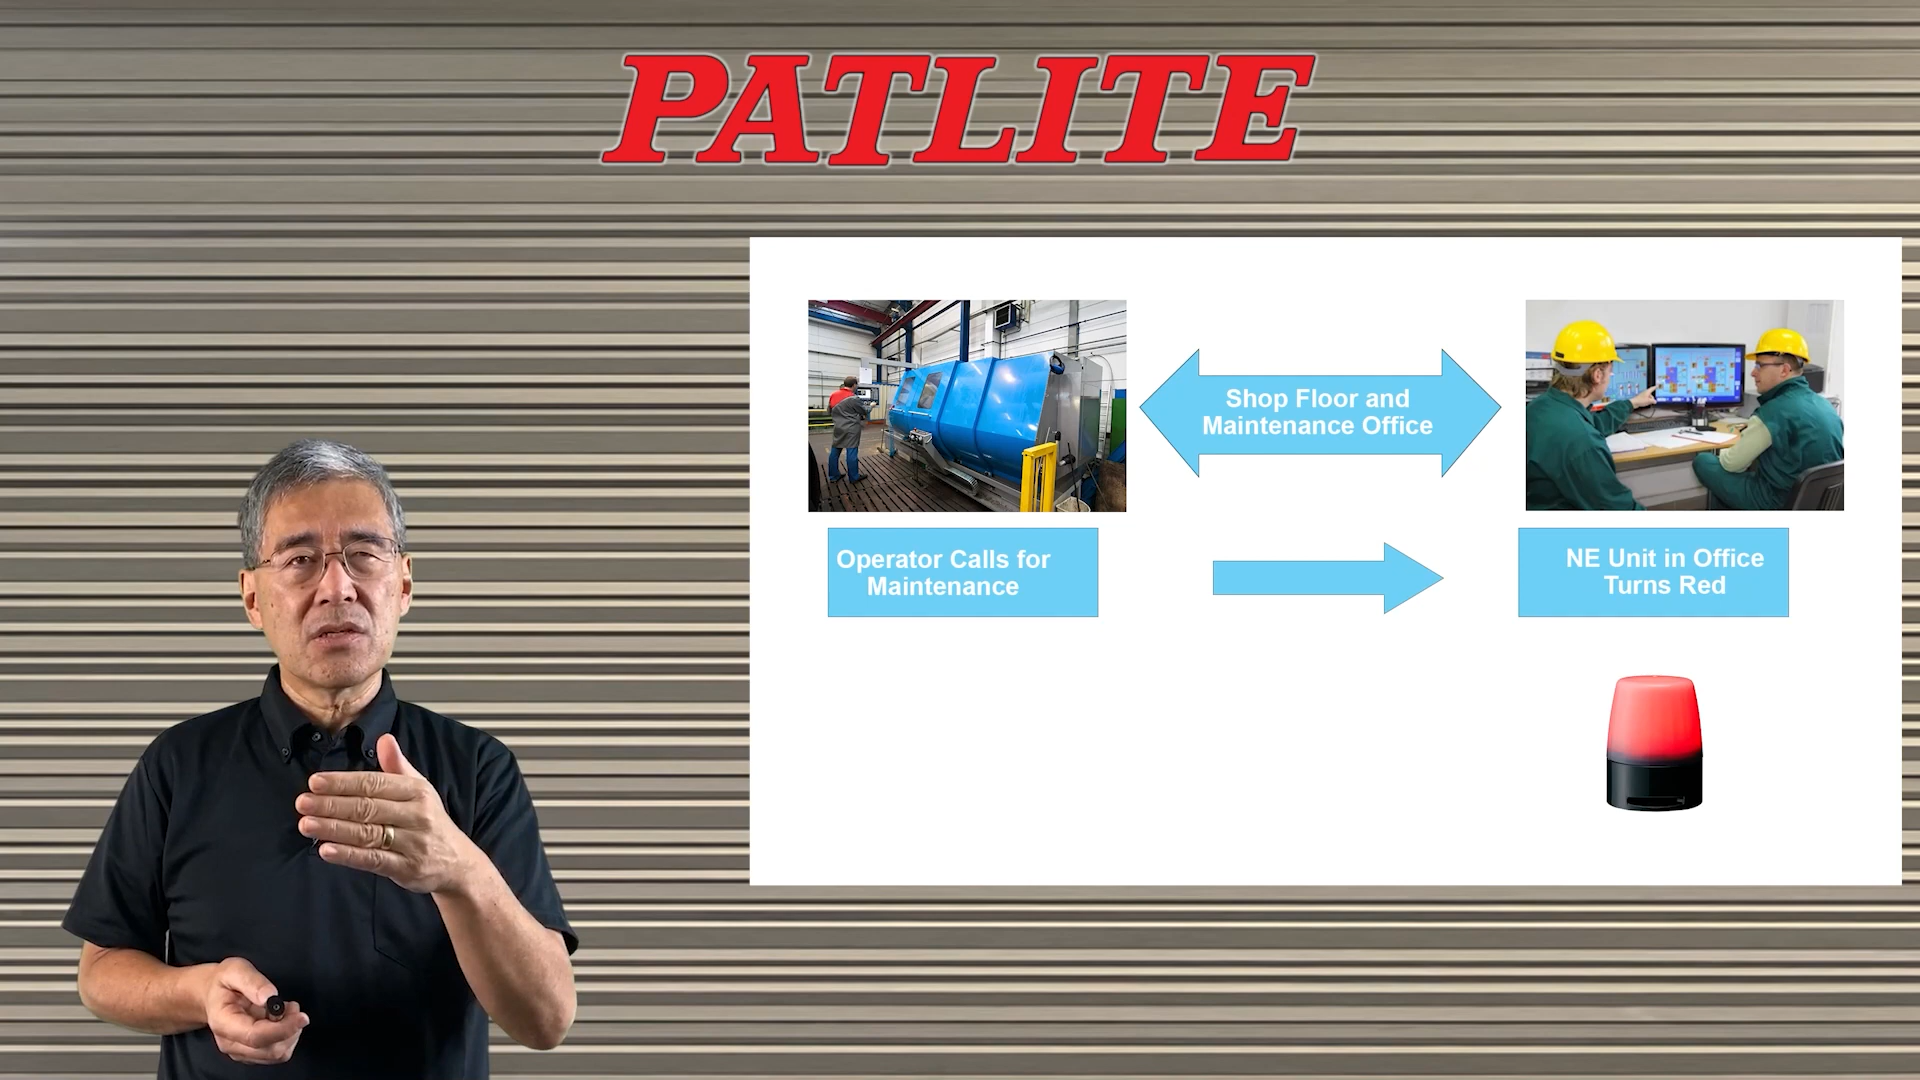 PATLITE
Shop Floor and
Maintenance Office
Operator Calls for
Maintenance
NE Unit in Office
Turns Red